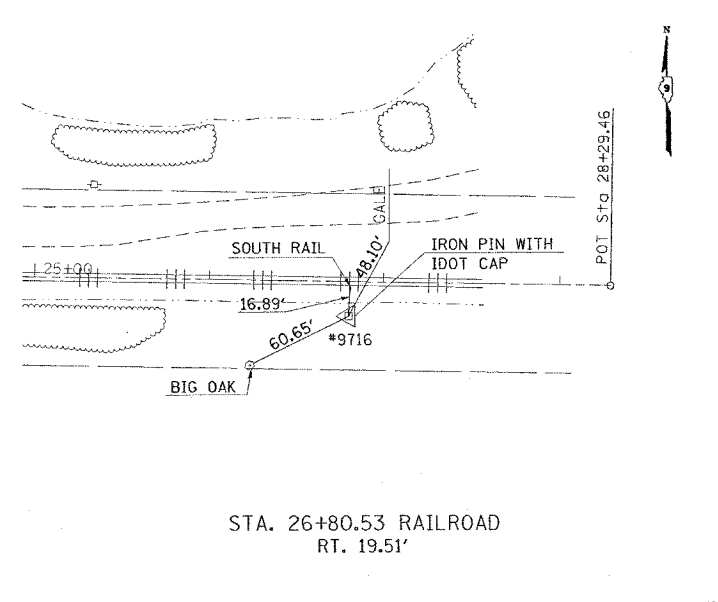 N
9
POT Sta 28+29.46
GALE
SOUTH RAIL
48.10'
IRON PIN WITH
IDOT CAP
25+00
16.89'
60.65'
#9716
BIG OAK
STA. 26+80.53 RAILROAD
RT. 19.51'